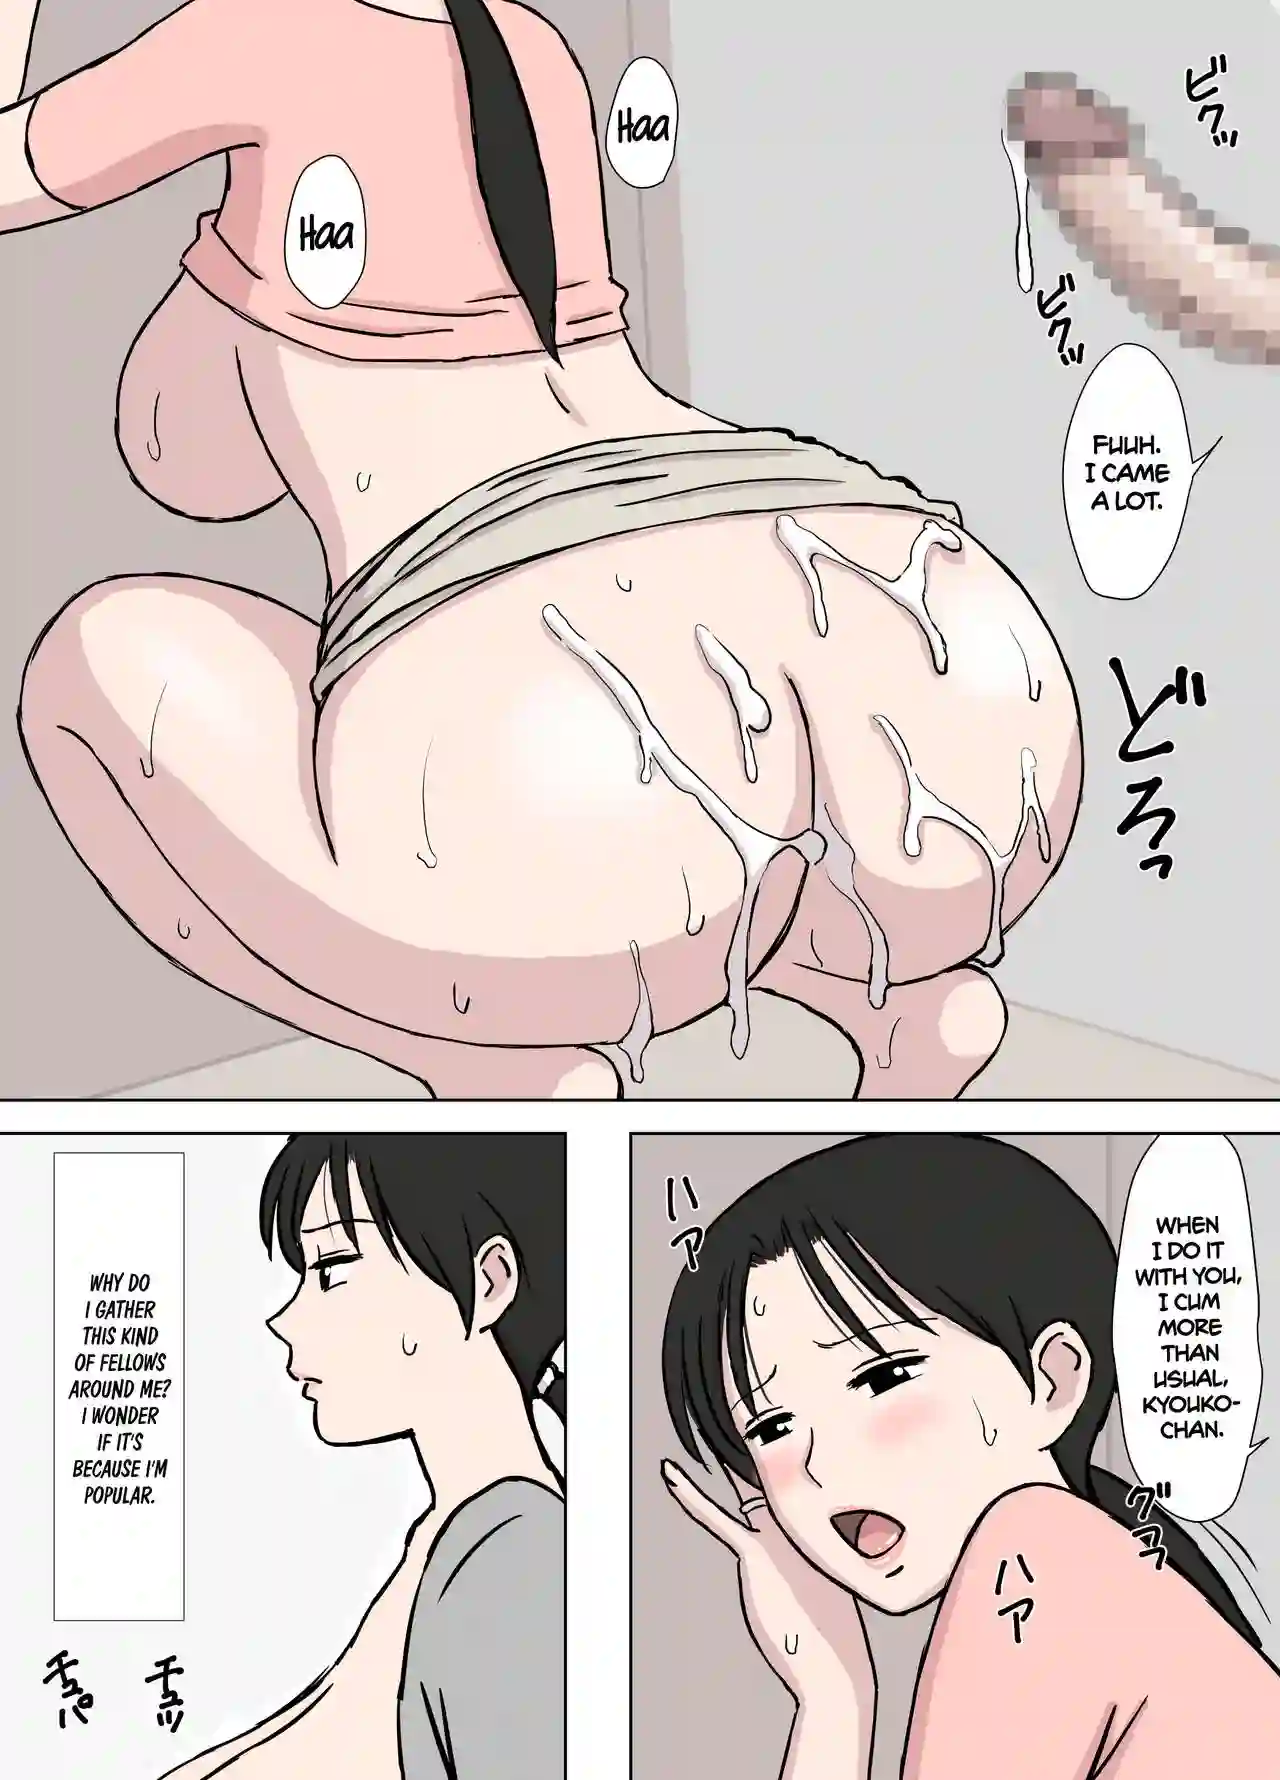 Haa
Haa
ビクッ
ビクッ
FUUH.
I CAME
A LOT.
どろっ
WHEN
I DO IT
WITH YOU,
I CUM
MORE
THAN
USUAL,
KYOUKO-
CHAN.
ハァ
グラ
ハァ
WHY DO
I GATHER
THIS KIND
OF FELLOWS
AROUND ME?
I WONDER
IF IT'S
BECAUSE I'M
POPULAR.
チュッ
チュパ